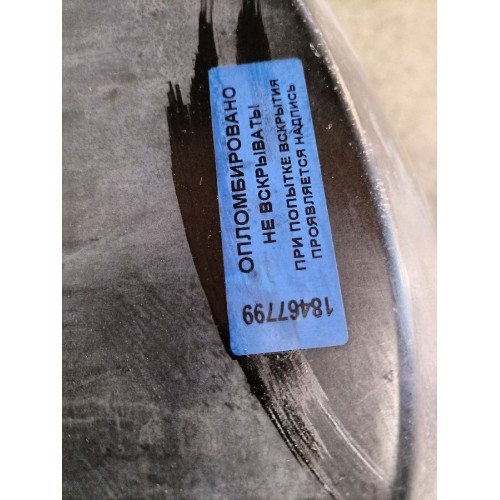 ОПЛОМБИРОВАНО
НЕ ВСКРЫВАТЬ!
ПРИ ПОПЫТКЕ ВСКРЫТИЯ
ПРОЯВЛЯЕТСЯ НАДПИСЬ
18467799